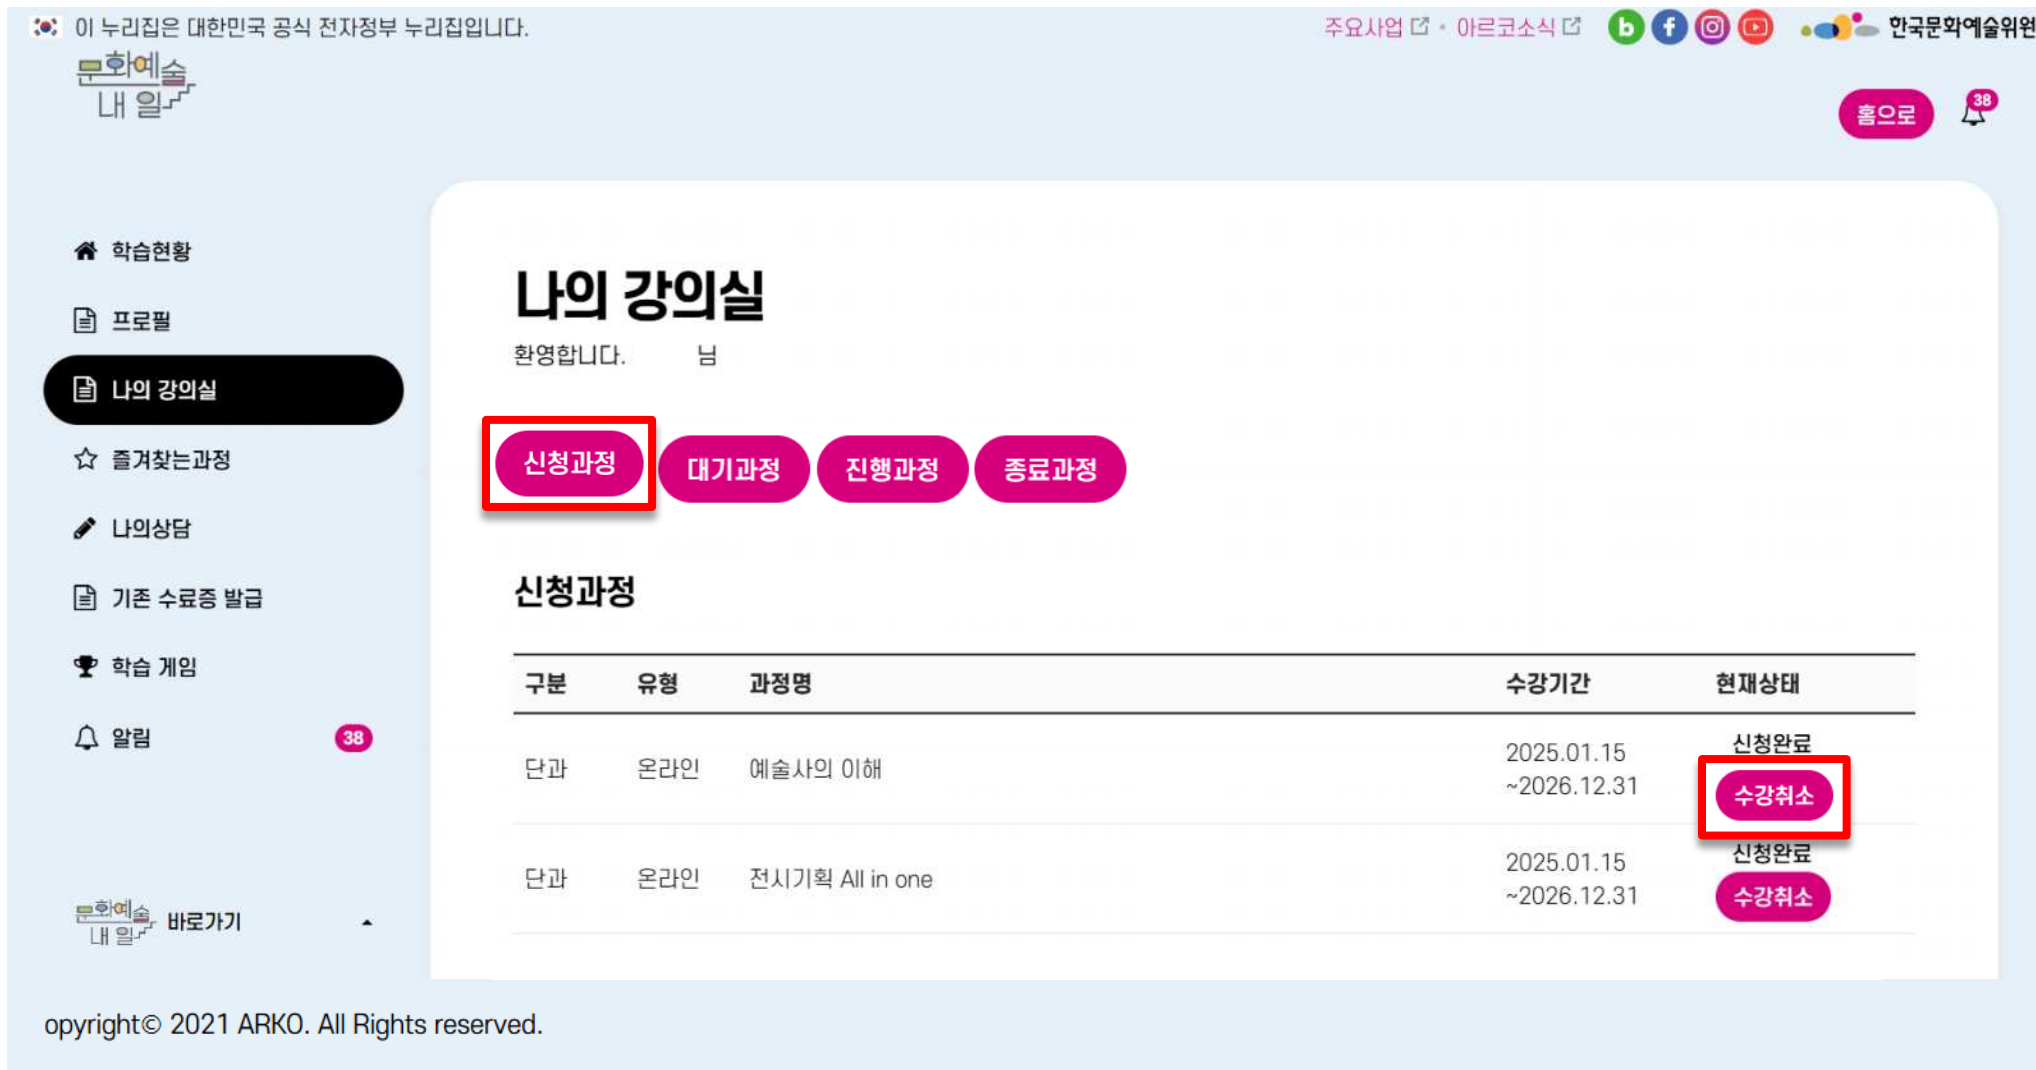 이 누리집은 대한민국 공식 전자정부 누리집입니다.
주요사업 • 아르코소식
한국문화예술위원
문화예술
내 일
홈으로
38
학습현황
프로필
나의 강의실
즐겨찾는과정
나의상담
기존 수료증 발급
학습 게임
알림 38
문화예술
내 일
바로가기
나의 강의실
환영합니다. 님
신청과정 대기과정 진행과정 종료과정
신청과정
구분 유형 과정명 수강기간 현재상태
단과 온라인 예술사의 이해 2025.01.15
~2026.12.31
신청완료
수강취소
단과 온라인 전시기획 All in one 2025.01.15
~2026.12.31
신청완료
수강취소
opyright© 2021 ARKO. All Rights reserved.